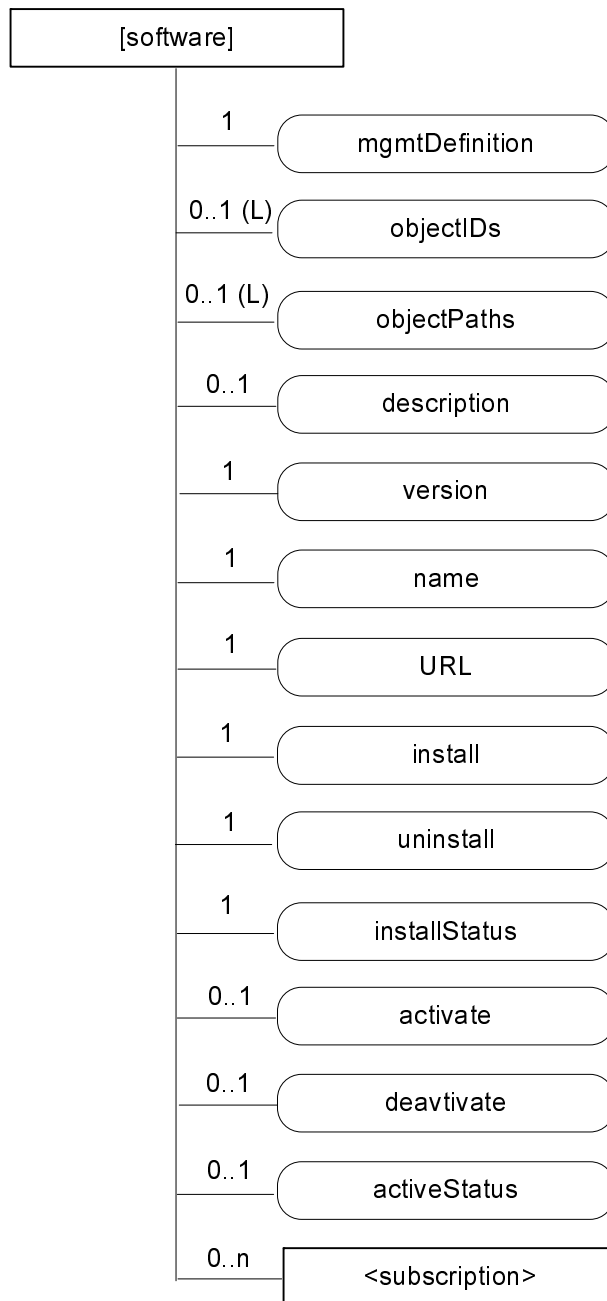 [software]
1
mgmtDefinition
0..1 (L)
objectIDs
0..1 (L)
objectPaths
0..1
description
1
version
1
name
1
URL
1
install
1
uninstall
1
installStatus
0..1
activate
0..1
deavtivate
0..1
activeStatus
0..n
<subscription>